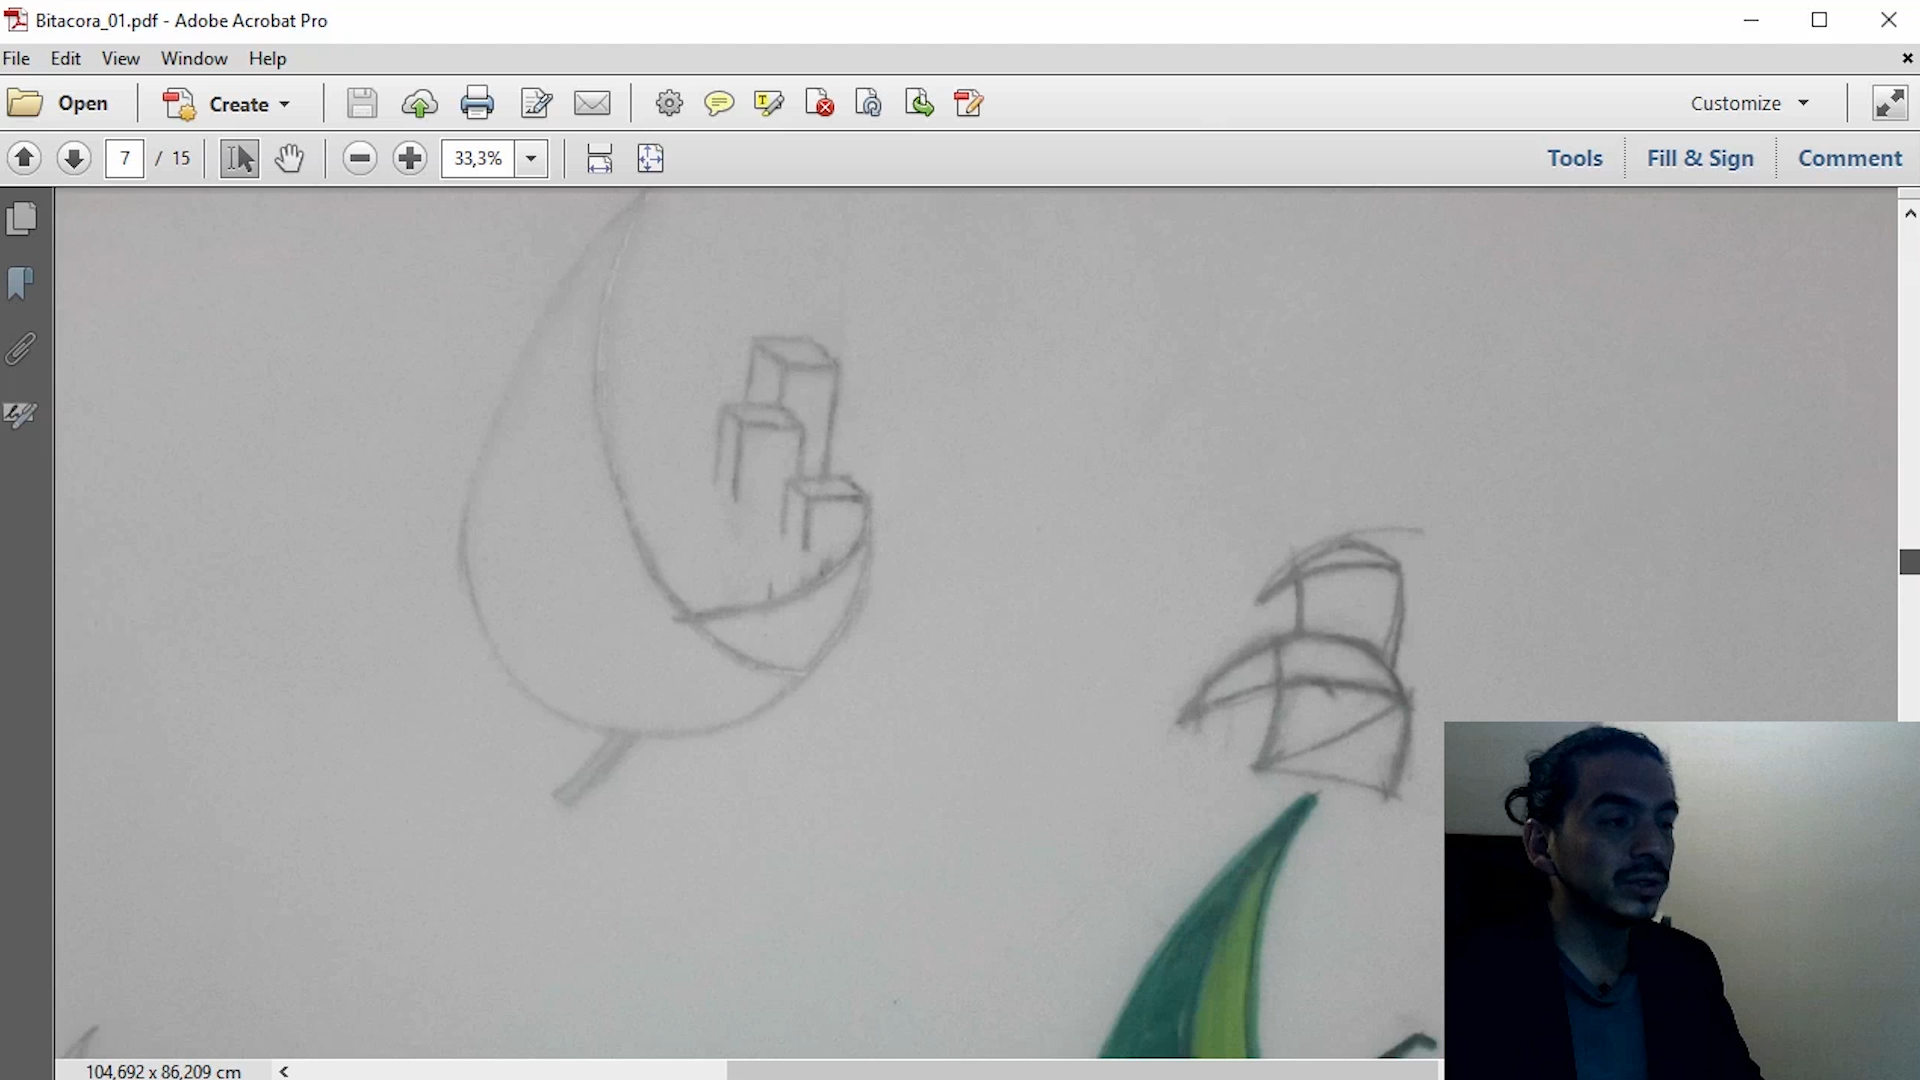 Bitacora_01.pdf - Adobe Acrobat Pro
File Edit View Window Help
Open Create Customize
7 / 15 33,3% Tools Fill & Sign Comment
104,692 x 86,209 cm